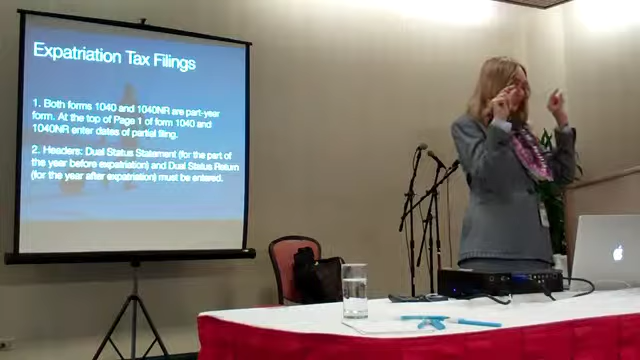 Expatriation Tax Filings
1. Both forms 1040 and 1040NR are part-year
form. At the top of Page 1 of form 1040 and
1040NR enter dates of partial filing.
2. Headers: Dual Status Statement (for the part of
the year before expatriation) and Dual Status Return
(for the year after expatriation) must be entered.